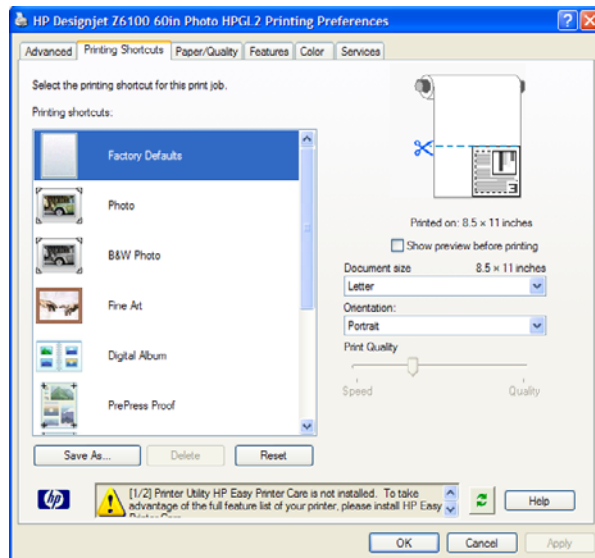 HP Designjet Z6100 60in Photo HPGL2 Printing Preferences
Advanced Printing Shortcuts Paper/Quality Features Color Services
Select the printing shortcut for this print job.
Printing shortcuts:
Factory Defaults
Photo
B&W Photo
Fine Art
Digital Album
PrePress Proof
Save As... Delete Reset
Printed on: 8.5 × 11 inches
Show preview before printing
Document size 8.5 × 11 inches
Letter
Orientation:
Portrait
Print Quality
Speed Quality
hp
[1/2] Printer Utility HP Easy Printer Care is not installed. To take
advantage of the full feature list of your printer, please install HP Easy
Printer Care
Help
OK Cancel Apply